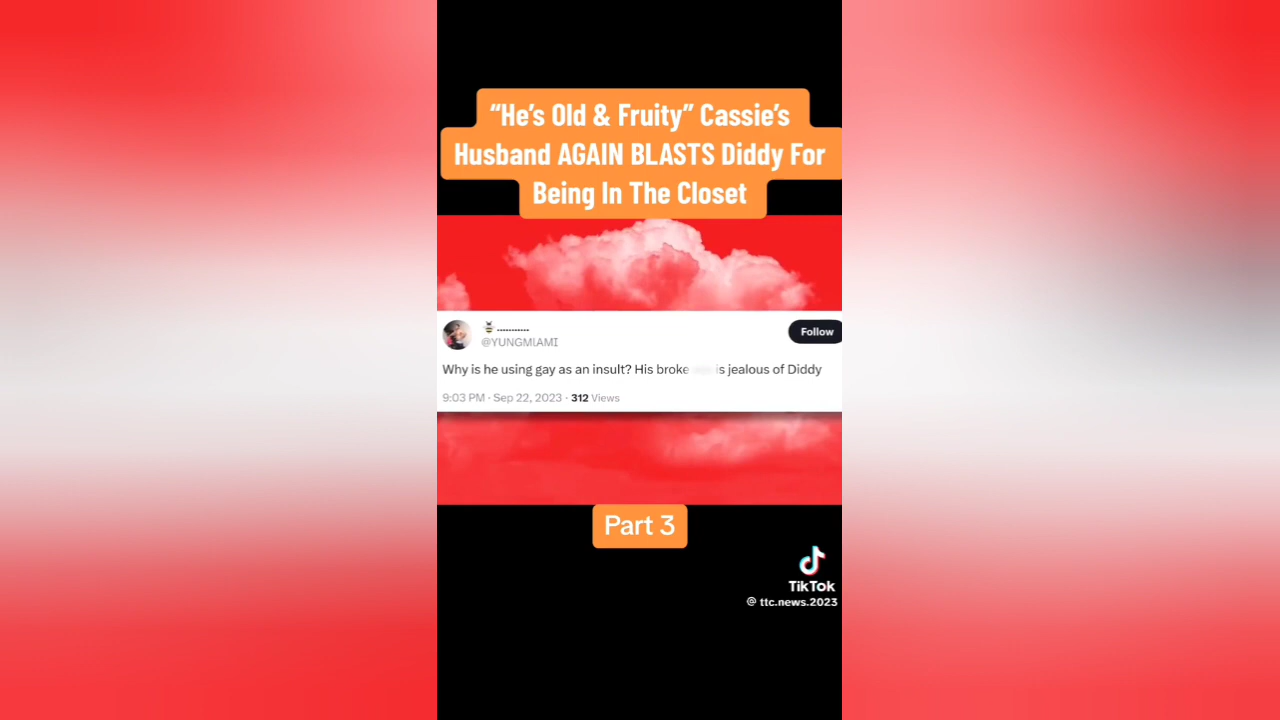 “He’s Old & Fruity” Cassie’s
Husband AGAIN BLASTS Diddy For
Being In The Closet
...........
@YUNGM!AMI
Follow
Why is he using gay as an insult? His broke is jealous of Diddy
9:03 PM · Sep 22, 2023 · 312 Views
Part 3
TikTok
@ ttc.news.2023